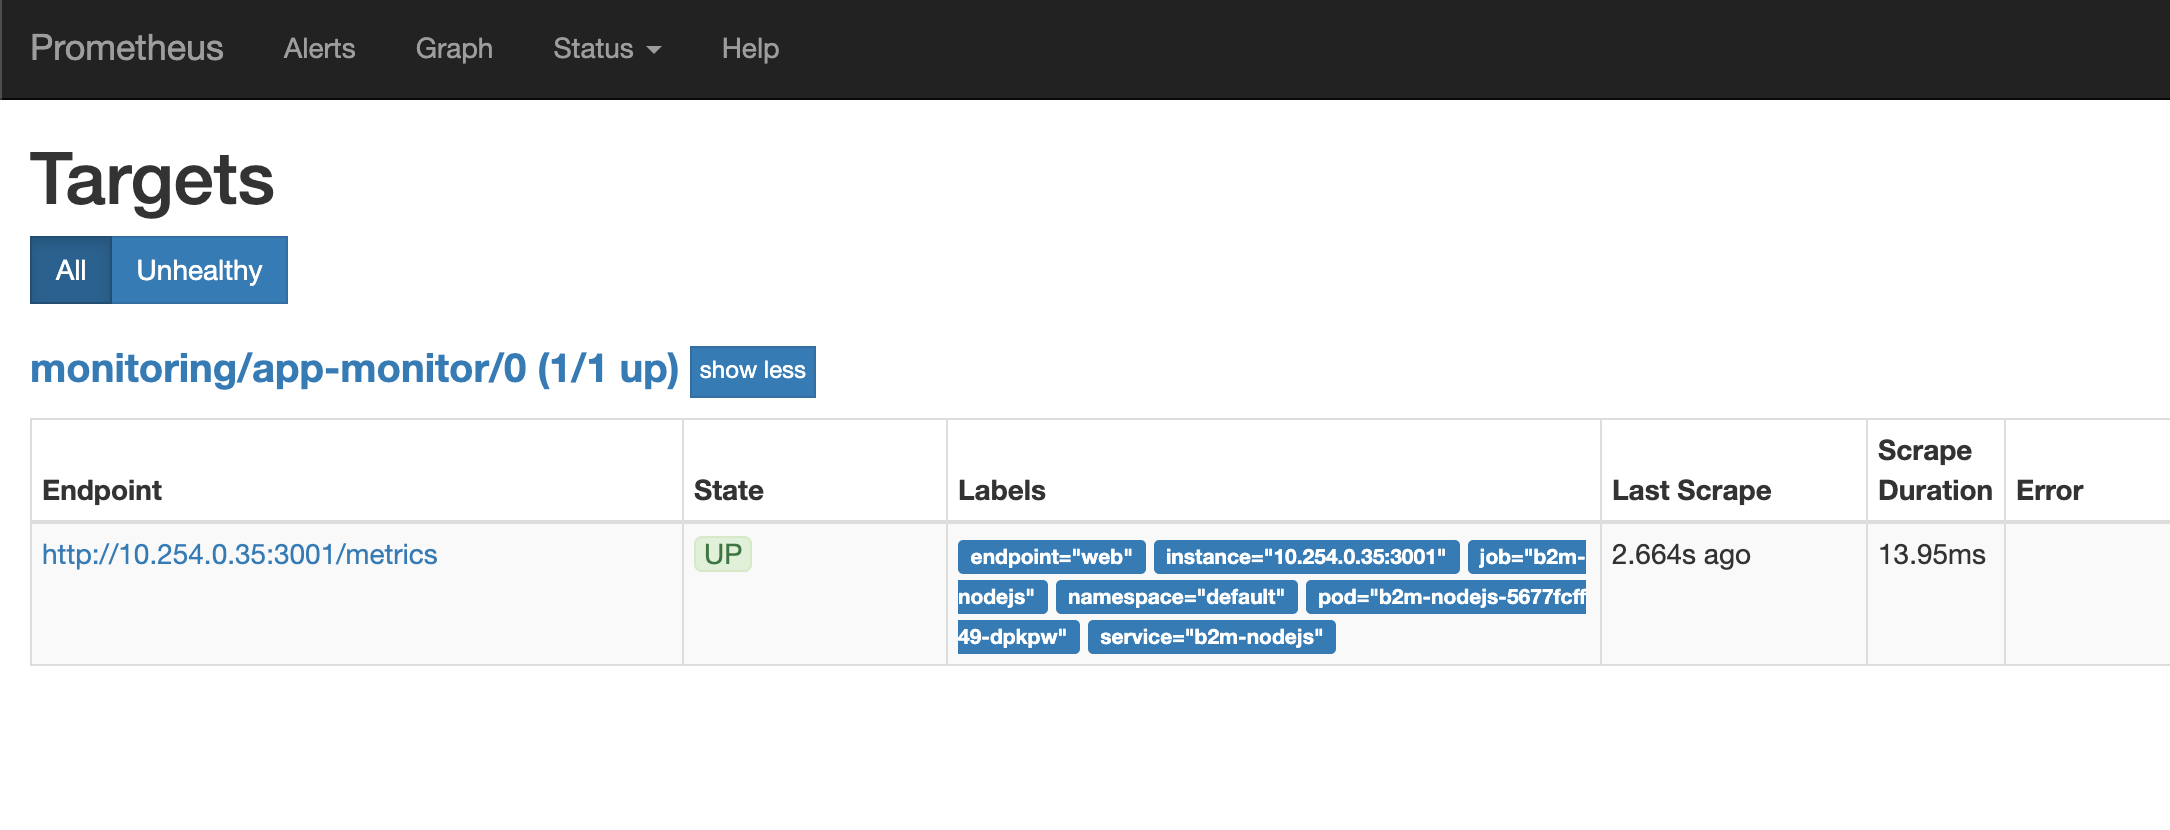 Prometheus Alerts Graph Status Help
Targets
All Unhealthy
monitoring/app-monitor/0 (1/1 up) show less
Endpoint State Labels Last Scrape Scrape Duration Error
http://10.254.0.35:3001/metrics UP endpoint="web" instance="10.254.0.35:3001" job="b2m- 2.664s ago 13.95ms
nodejs" namespace="default" pod="b2m-nodejs-5677fcff
49-dpkpw" service="b2m-nodejs"